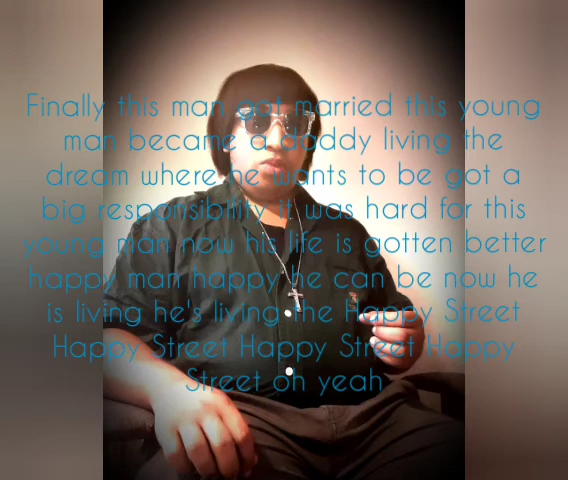 Finally this man got married this young
man became a daddy living the
dream where he wants to be got a
big responsibility it was hard for this
young man now his life is gotten better
happy man happy he can be now he
is living he's living the Happy Street
Happy Street Happy Street Happy
Street oh yeah